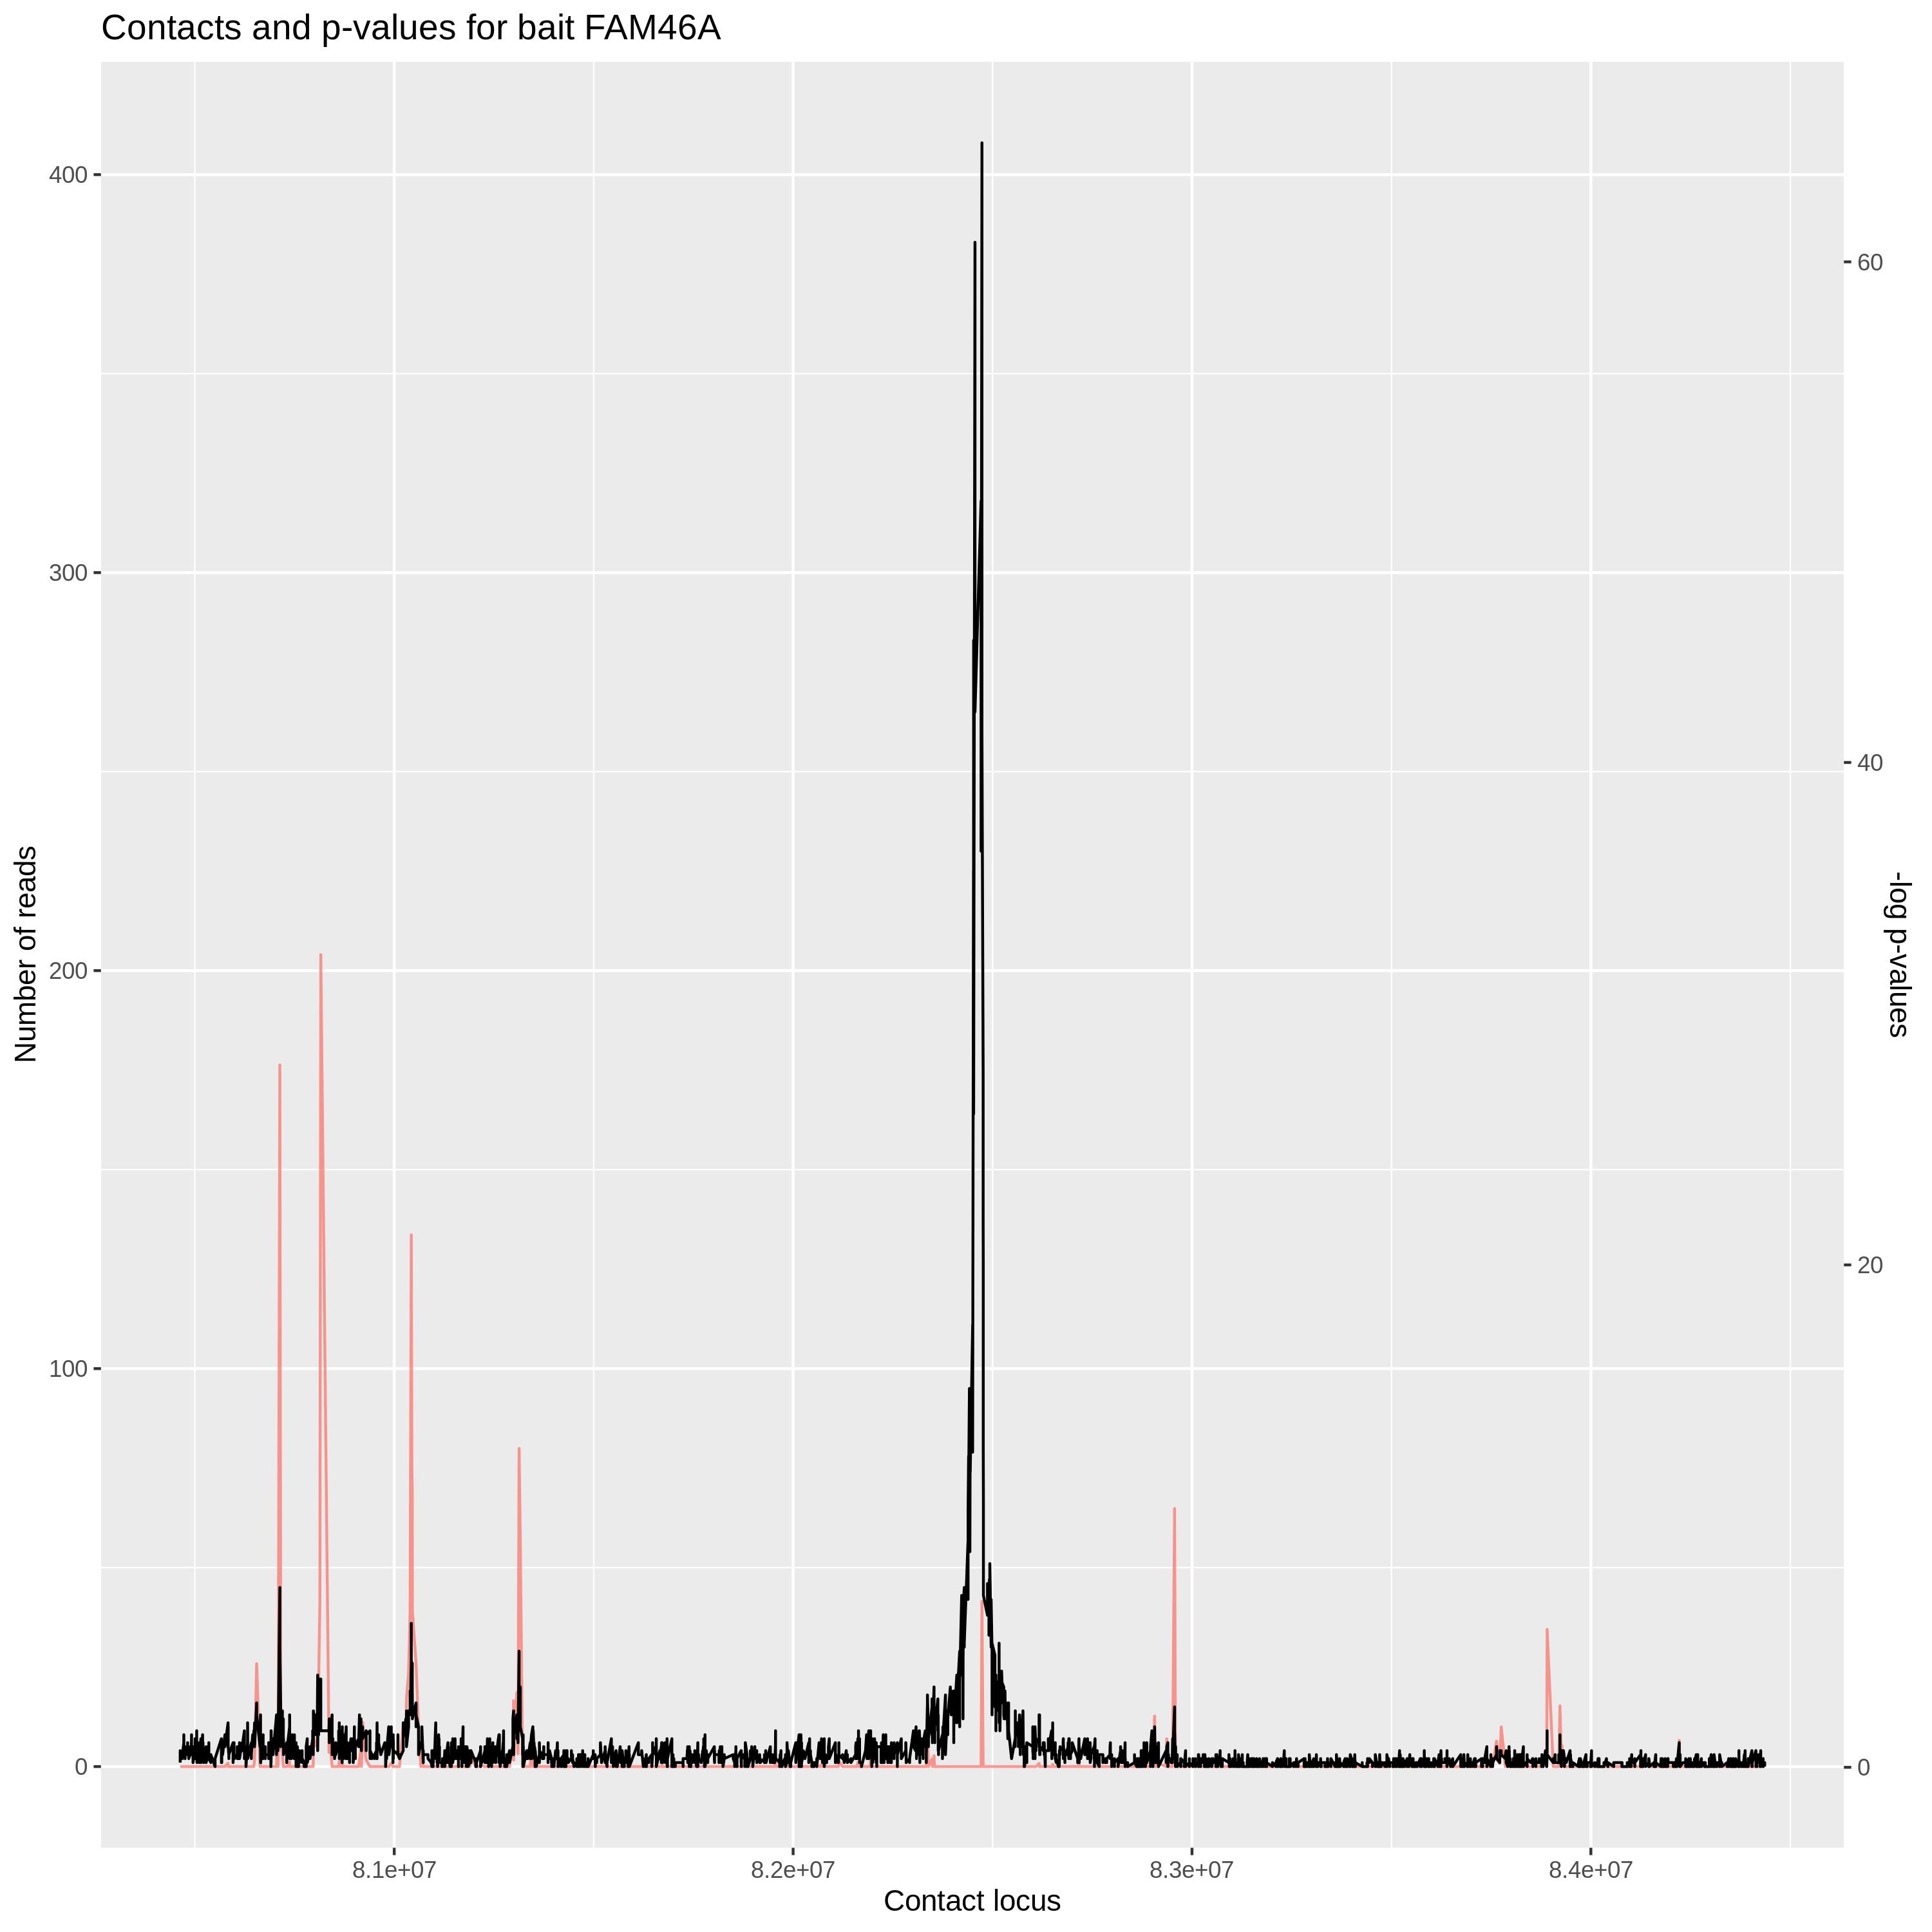 Contacts and p-values for bait FAM46A
400
300
200
100
0
Number of reads
60
40
20
0
-log p-values
8.1e+07
8.2e+07
8.3e+07
8.4e+07
Contact locus